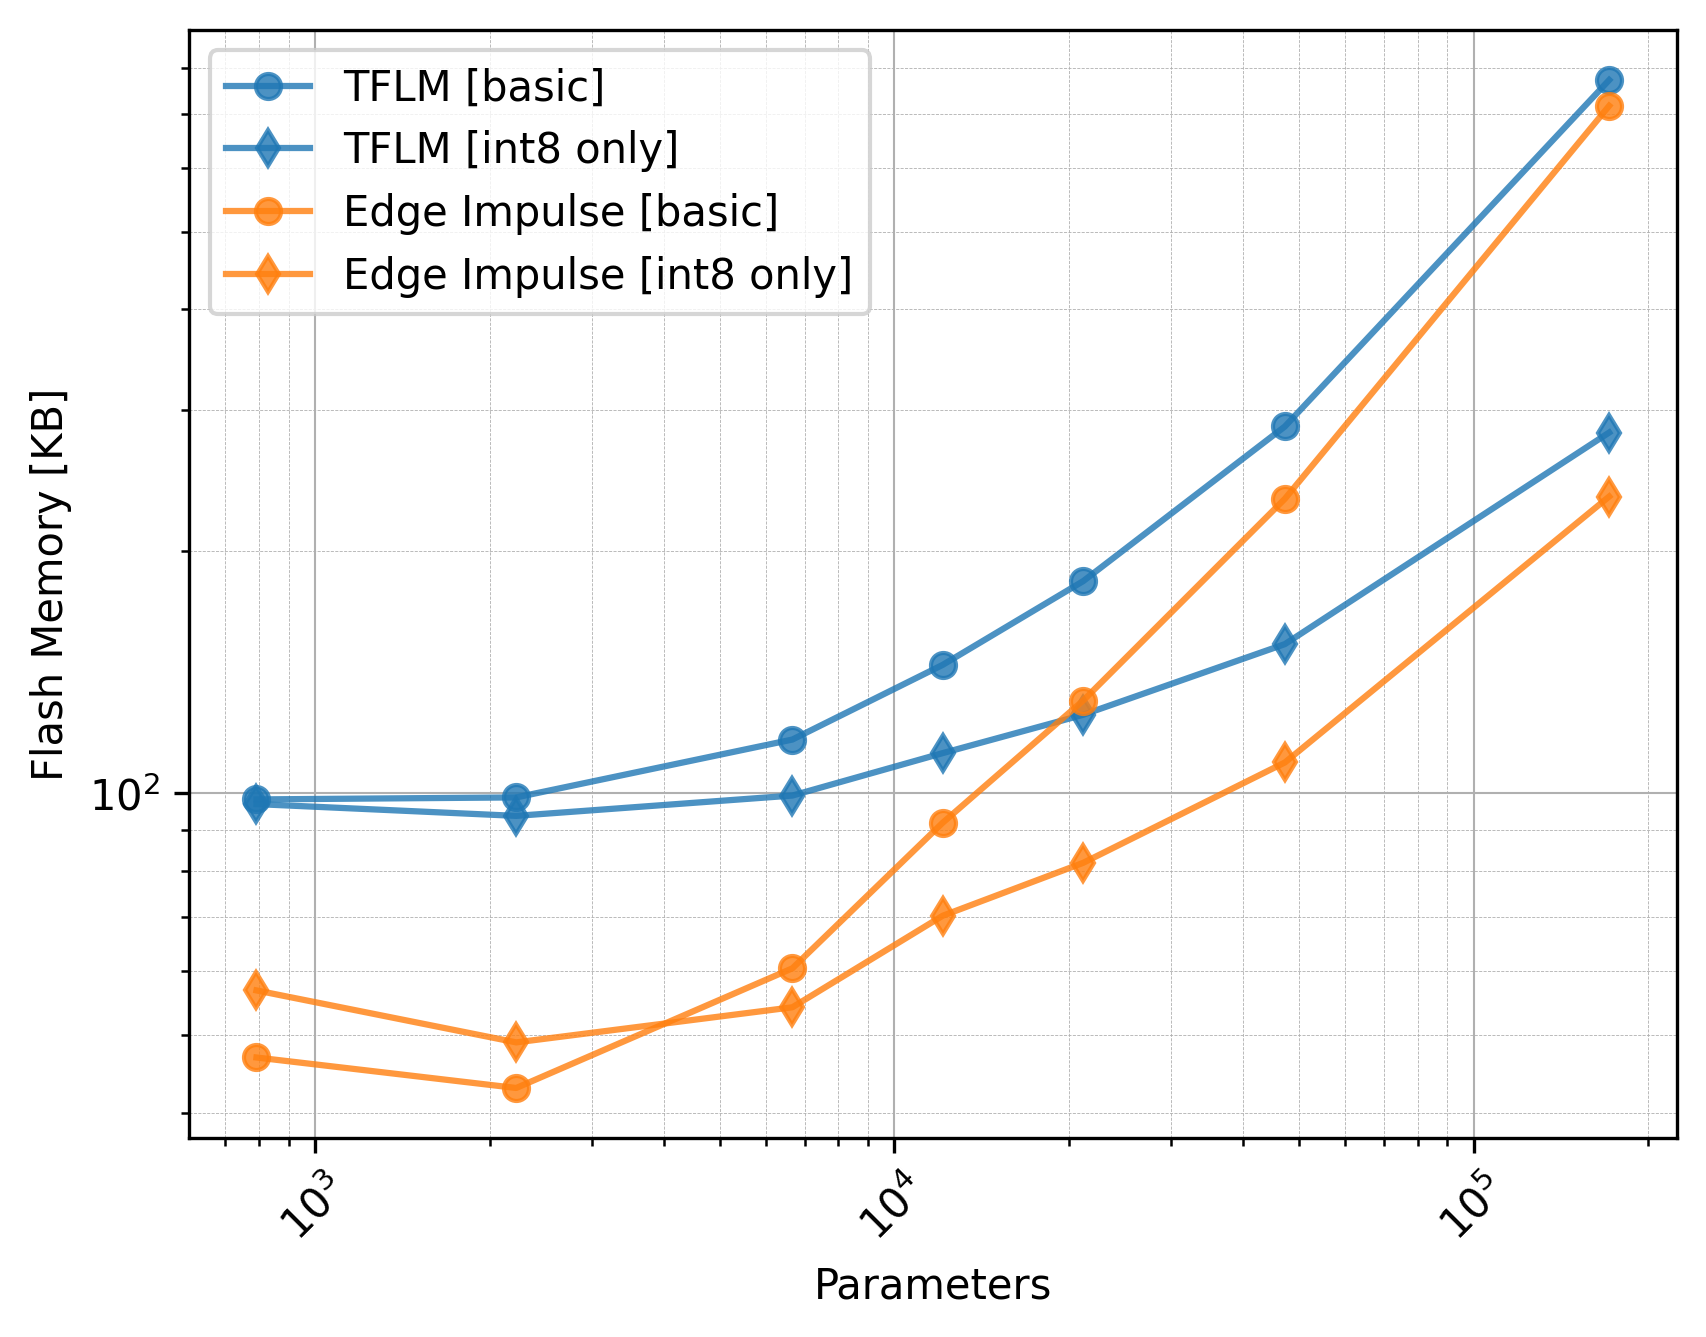 TFLM [basic]
TFLM [int8 only]
Edge Impulse [basic]
Edge Impulse [int8 only]
Flash Memory [KB]
10²
10³
10⁴
10⁵
Parameters